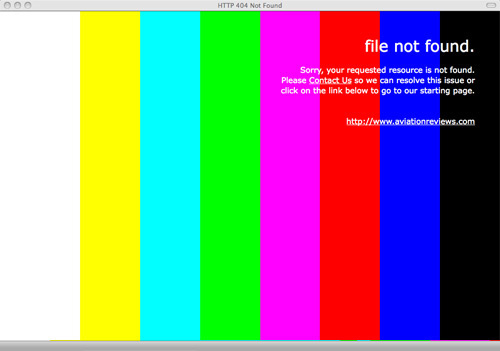 HTTP 404 Not Found
file not found.
Sorry, your requested resource is not found.
Please Contact Us so we can resolve this issue or
click on the link below to go to our starting page.
http://www.aviationreviews.com